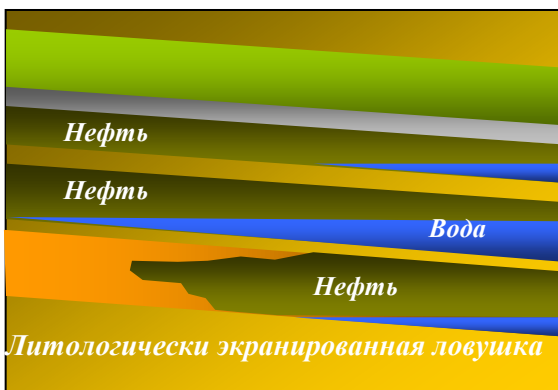 Нефть
Нефть
Вода
Нефть
Литологически экранированная ловушка